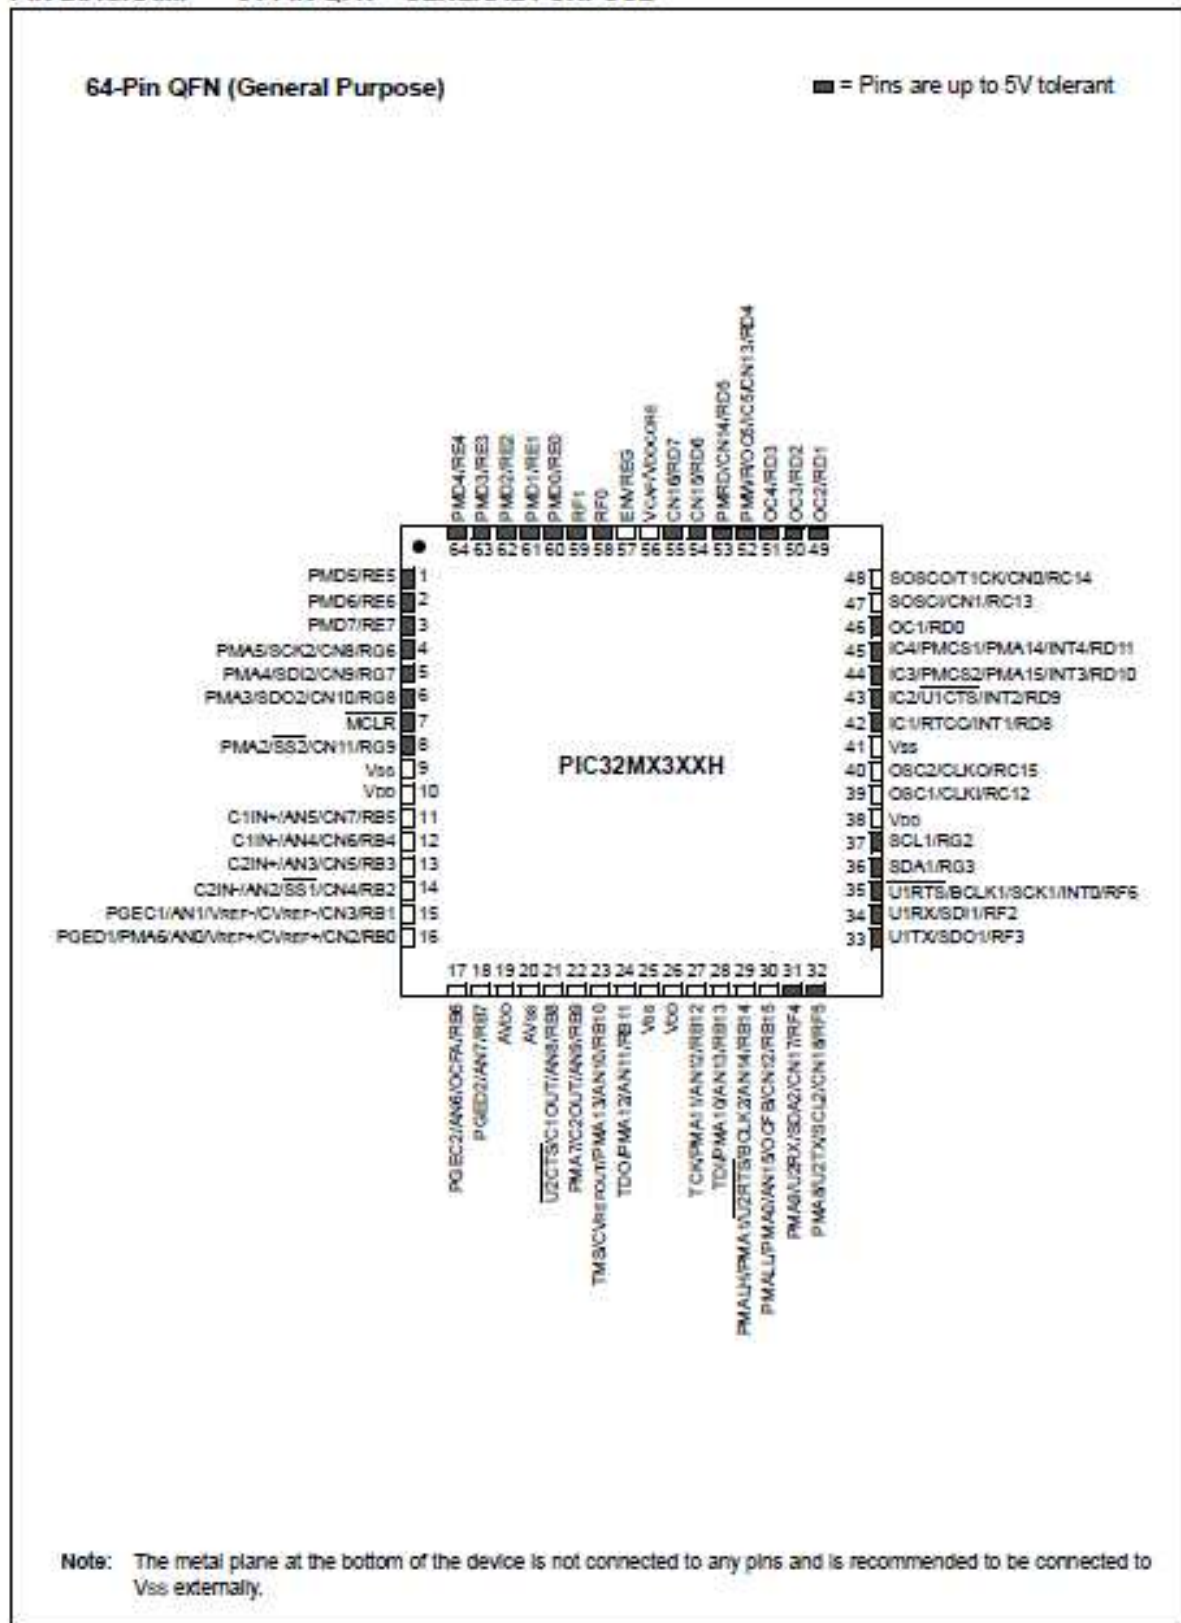 64-Pin QFN (General Purpose)
= Pins are up to 5V tolerant
PMD4/RE4
PMD3/RE3
PMD2/RE2
PMD1/RE1
PMD0/RE0
RF1
RF0
ENVREG
VCAP/VDDCORE
CN16/RD7
CN15/RD6
PMRD/CN14/RD5
PMWR/OC5/IC5/CN13/RD4
OC4/RD3
OC3/RD2
OC2/RD1
64 63 62 61 60 59 58 57 56 55 54 53 52 51 50 49
PMD5/RE5 1
PMD6/RE6 2
PMD7/RE7 3
PMA5/SCK2/CN8/RG6 4
PMA4/SDI2/CN9/RG7 5
PMA3/SDO2/CN10/RG8 6
MCLR 7
PMA2/SS2/CN11/RG9 8
VSS 9
VDD 10
C1IN+/AN5/CN7/RB5 11
C1IN-/AN4/CN6/RB4 12
C2IN+/AN3/CN5/RB3 13
C2IN-/AN2/SS1/CN4/RB2 14
PGEC1/AN1/VREF-/CVREF-/CN3/RB1 15
PGED1/PMA6/AN0/VREF+/CVREF+/CN2/RB0 16
PIC32MX3XXH
48 SOSCO/T1CK/CN0/RC14
47 SOSCI/CN1/RC13
46 OC1/RD0
45 IC4/PMCS1/PMA14/INT4/RD11
44 IC3/PMCS2/PMA15/INT3/RD10
43 IC2/U1CTS/INT2/RD9
42 IC1/RTCC/INT1/RD8
41 Vss
40 OSC2/CLKO/RC15
39 OSC1/CLKI/RC12
38 VDD
37 SCL1/RG2
36 SDA1/RG3
35 U1RTS/BCLK1/SCK1/INT0/RF6
34 U1RX/SDI1/RF2
33 U1TX/SDO1/RF3
17 18 19 20 21 22 23 24 25 26 27 28 29 30 31 32
PGEC2/AN6/OCFA/RB6
PGED2/AN7/RB7
AVDD
AVss
U2CTS/C1OUT/AN8/RB8
PMA7/C2OUT/AN9/RB9
TMS/CVREFOUT/PMA13/AN10/RB10
TDO/PMA12/AN11/RB11
Vss
VDD
TCK/PMA11/AN12/RB12
TDI/PMA10/AN13/RB13
PMALH/PMA1/U2RTS/BCLK2/AN14/RB14
PMALL/PMA0/AN15/OCFB/CN12/RB15
PMA9/U2RX/SDA2/CN17/RF4
PMA8/U2TX/SCL2/CN18/RF5
Note: The metal plane at the bottom of the device is not connected to any pins and is recommended to be connected to
Vss externally.